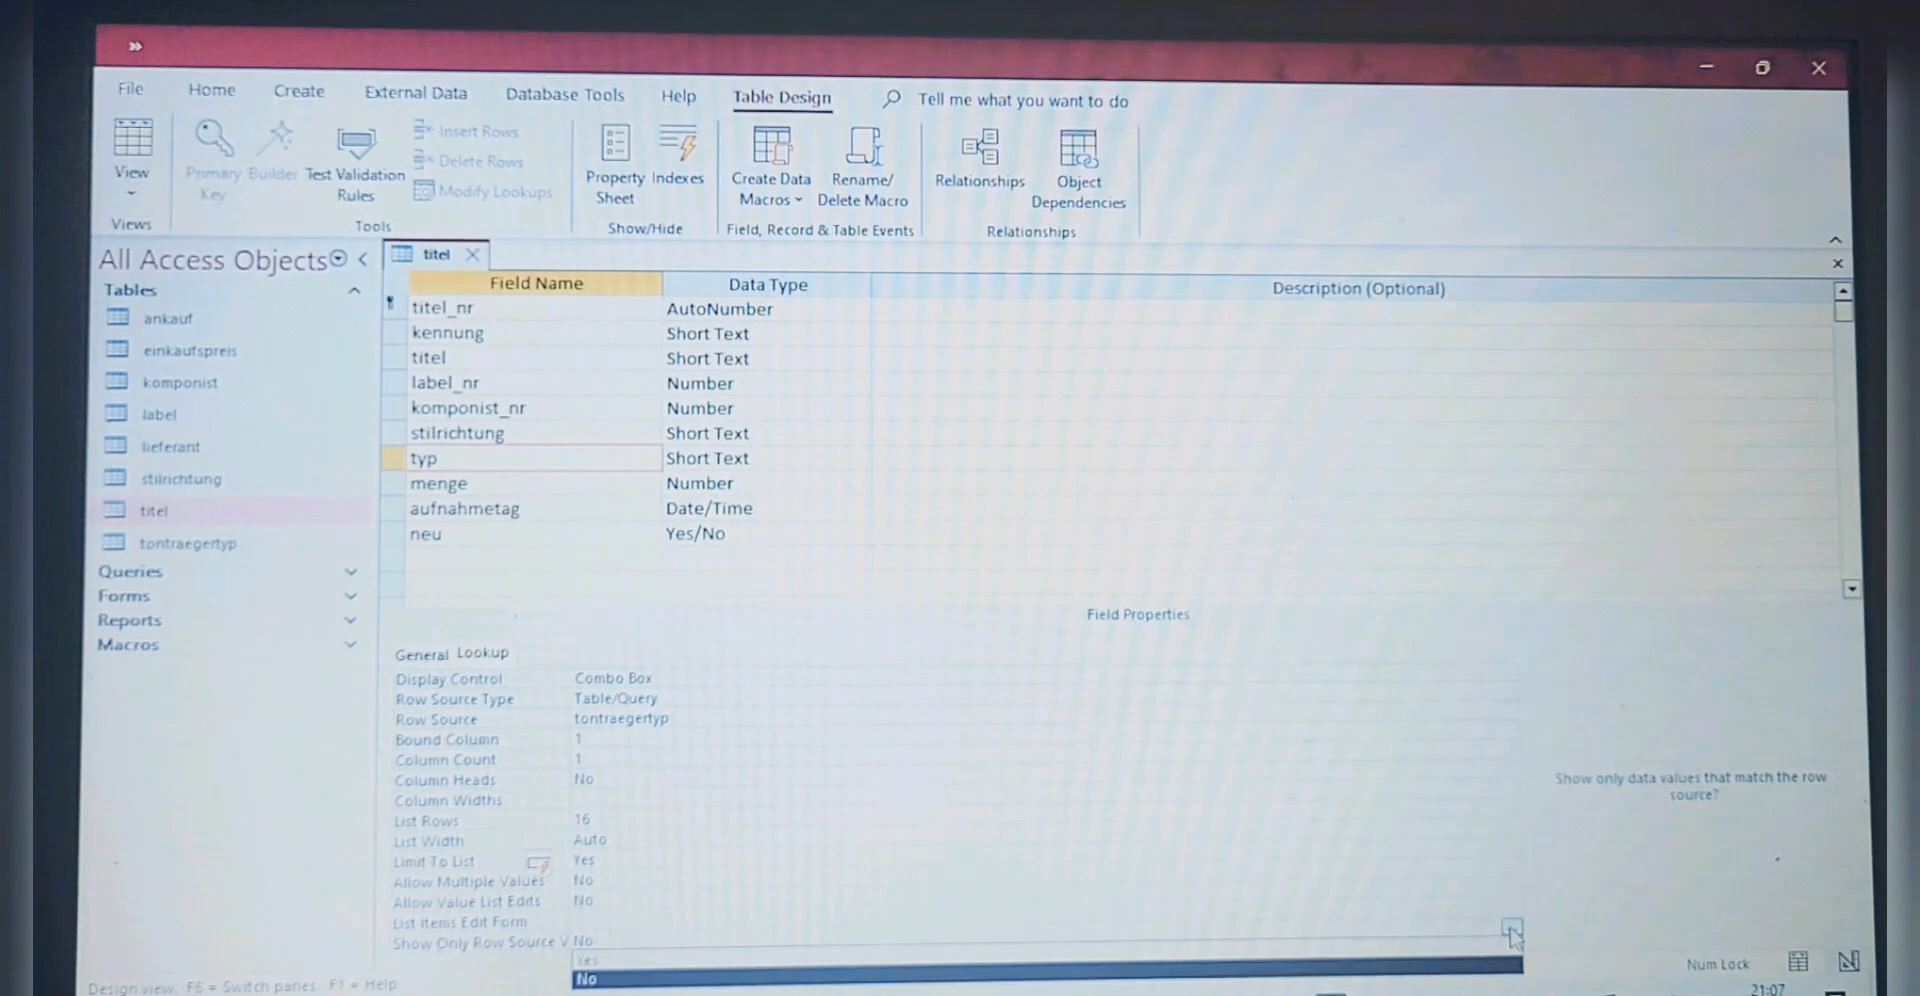 »
File Home Create External Data Database Tools Help Table Design Tell me what you want to do
View
Views
Primary Key
Builder
Test Validation Rules
Insert Rows
Delete Rows
Modify Lookups
Tools
Property Sheet
Indexes
Show/Hide
Create Data Macros
Rename/ Delete Macro
Field, Record & Table Events
Relationships
Object Dependencies
Relationships
All Access Objects
Tables
ankauf
einkaufspreis
komponist
label
lieferant
stilrichtung
titel
tontraegertyp
Queries
Forms
Reports
Macros
titel
Field Name Data Type Description (Optional)
titel_nr AutoNumber
kennung Short Text
titel Short Text
label_nr Number
komponist_nr Number
stilrichtung Short Text
typ Short Text
menge Number
aufnahmetag Date/Time
neu Yes/No
Field Properties
General Lookup
Display Control Combo Box
Row Source Type Table/Query
Row Source tontraegertyp
Bound Column 1
Column Count 1
Column Heads No
Column Widths
List Rows 16
List Width Auto
Limit To List Yes
Allow Multiple Values No
Allow Value List Edits No
List Items Edit Form
Show Only Row Source V No
Yes
No
Show only data values that match the row
source?
Design view. F6 = Switch panes. F1 = Help.
Num Lock
21:07